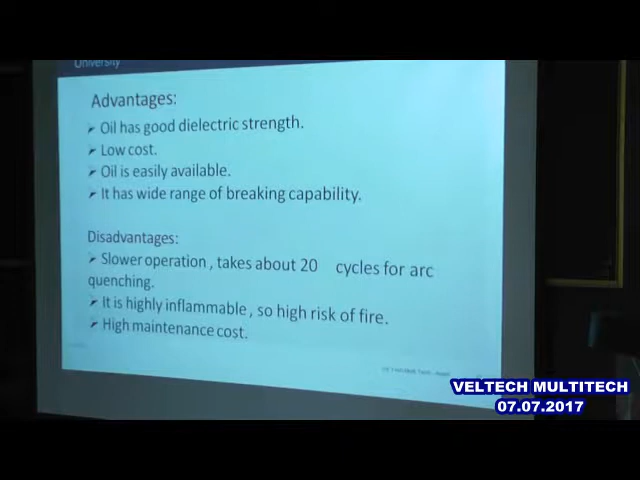 University
Advantages:
➤ Oil has good dielectric strength.
➤ Low cost.
➤ Oil is easily available.
➤ It has wide range of breaking capability.
Disadvantages:
➤ Slower operation , takes about 20 cycles for arc
quenching.
➤ It is highly inflammable , so high risk of fire.
➤ High maintenance cost.
VELTECH MULTITECH
07.07.2017